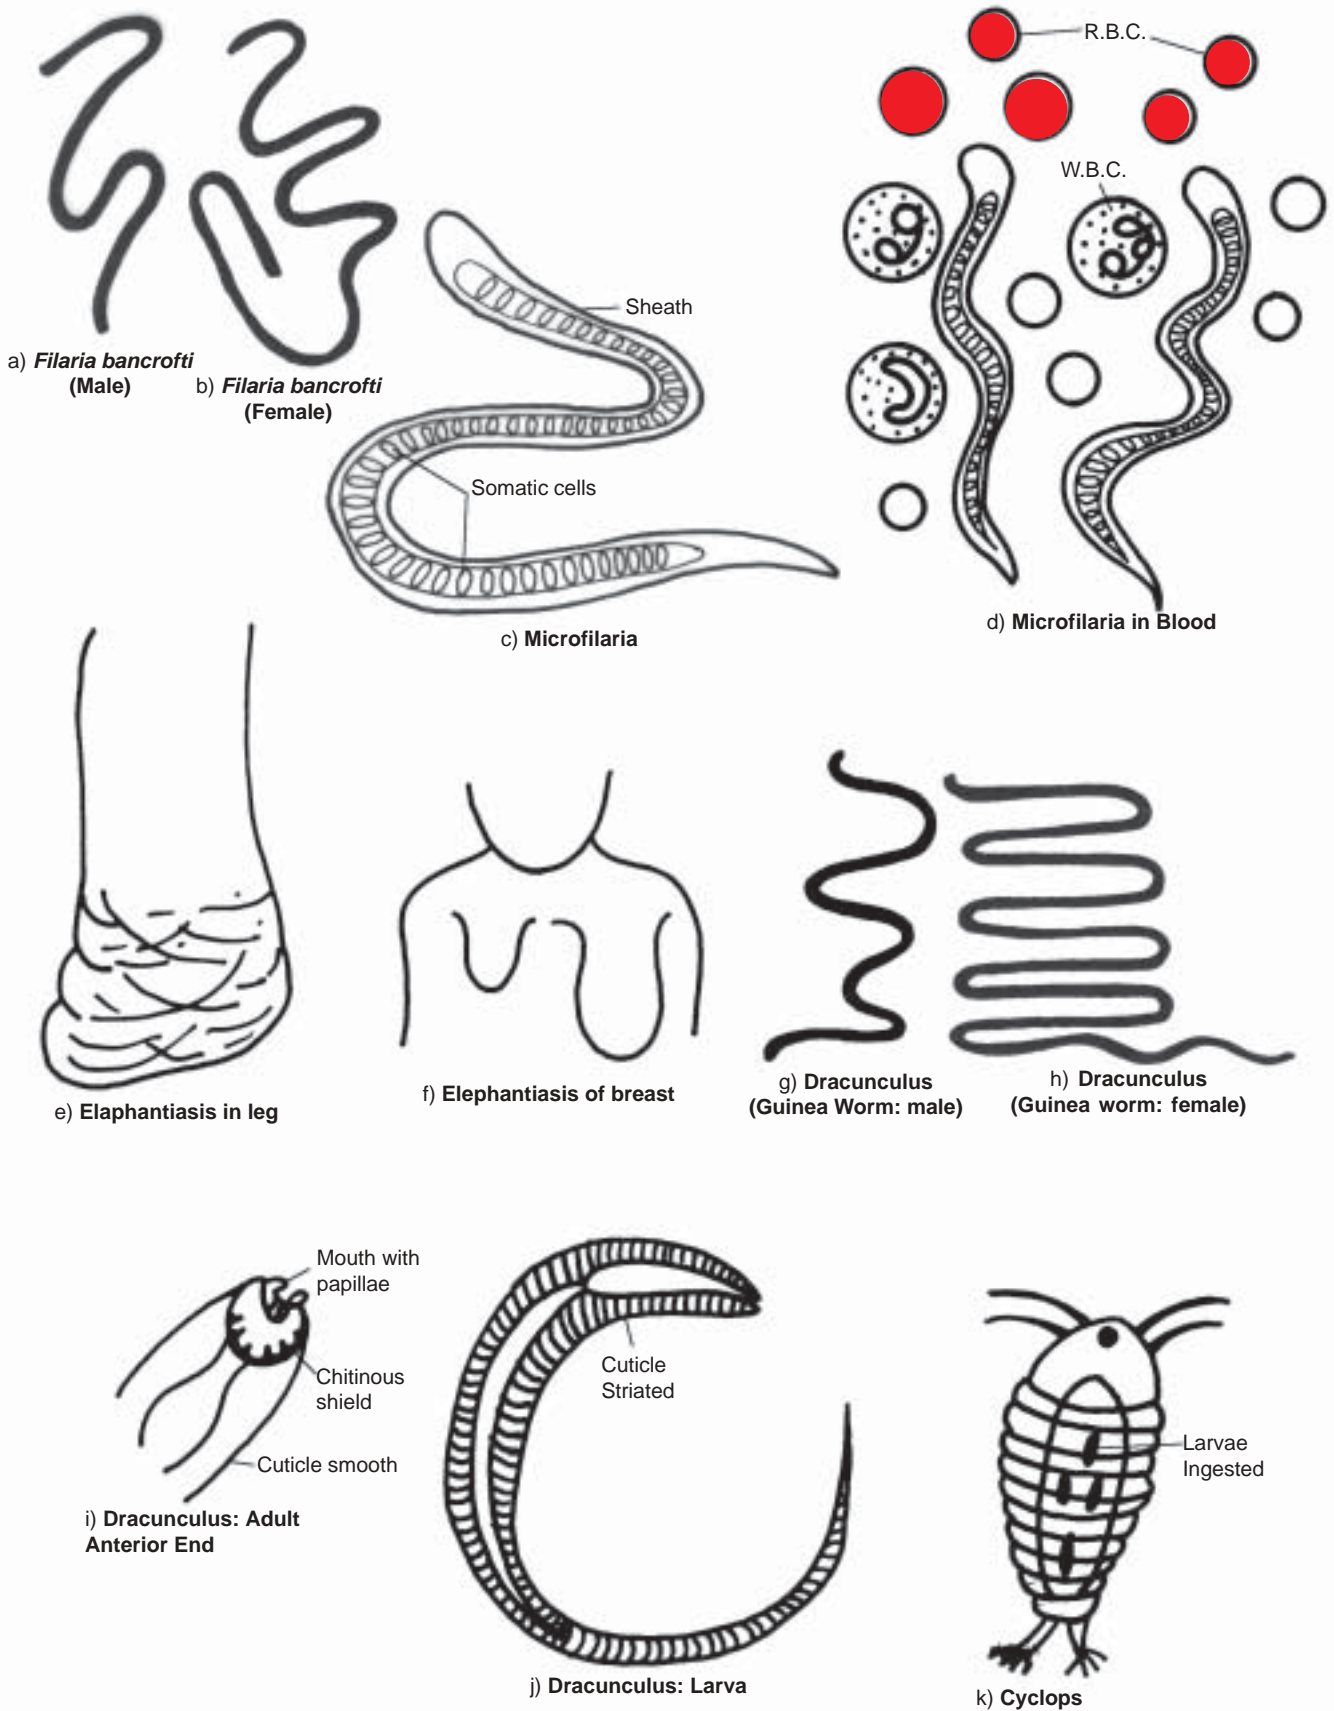 R.B.C.
W.B.C.
Sheath
a) Filaria bancrofti
(Male)
b) Filaria bancrofti
(Female)
Somatic cells
c) Microfilaria
d) Microfilaria in Blood
e) Elaphantiasis in leg
f) Elephantiasis of breast
g) Dracunculus
(Guinea Worm: male)
h) Dracunculus
(Guinea worm: female)
Mouth with
papillae
Chitinous
shield
Cuticle smooth
i) Dracunculus: Adult
Anterior End
Cuticle
Striated
j) Dracunculus: Larva
Larvae
Ingested
k) Cyclops